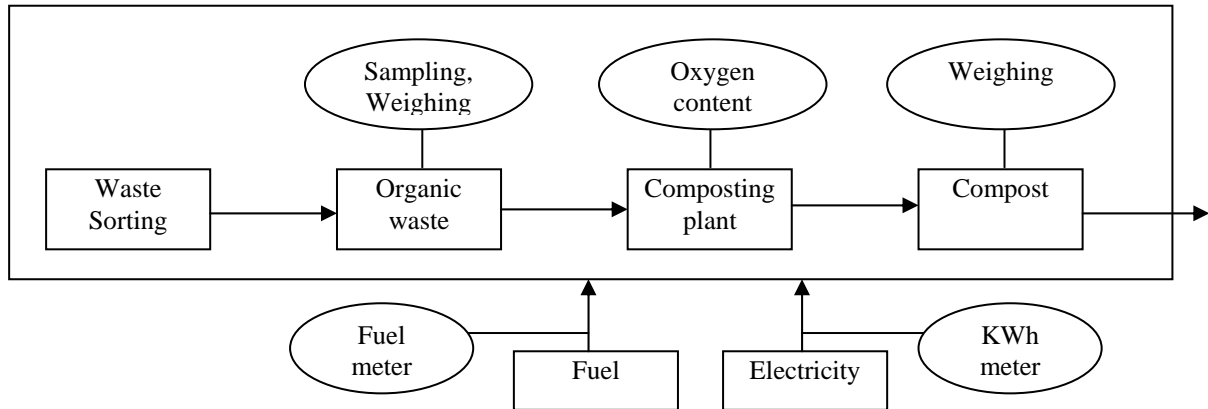 Sampling,
Weighing
Oxygen
content
Weighing
Waste
Sorting
Organic
waste
Composting
plant
Compost
Fuel
meter
Fuel
Electricity
KWh
meter